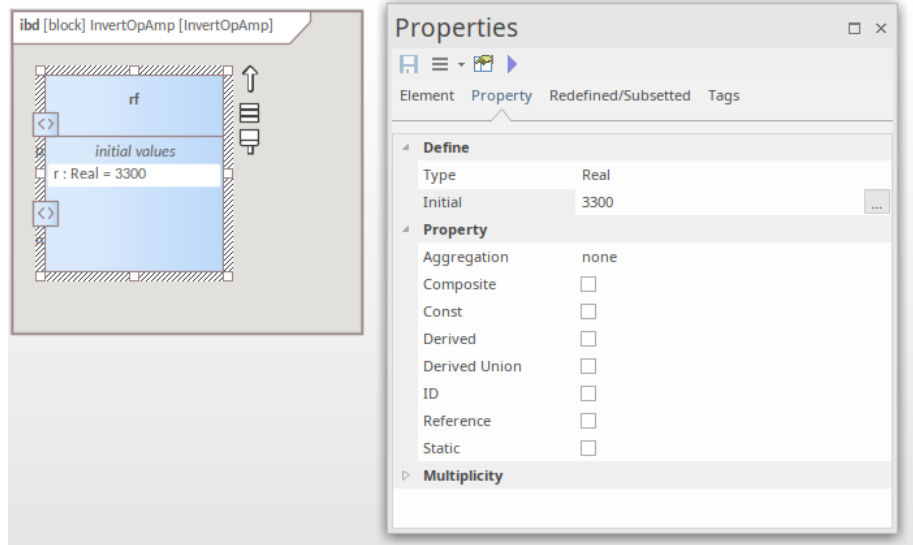 ibd [block] InvertOpAmp [InvertOpAmp]
rf
<>
initial values
r : Real = 3300
<>
Properties
Element Property Redefined/Subsetted Tags
Define
Type Real
Initial 3300 ...
Property
Aggregation none
Composite
Const
Derived
Derived Union
ID
Reference
Static
Multiplicity